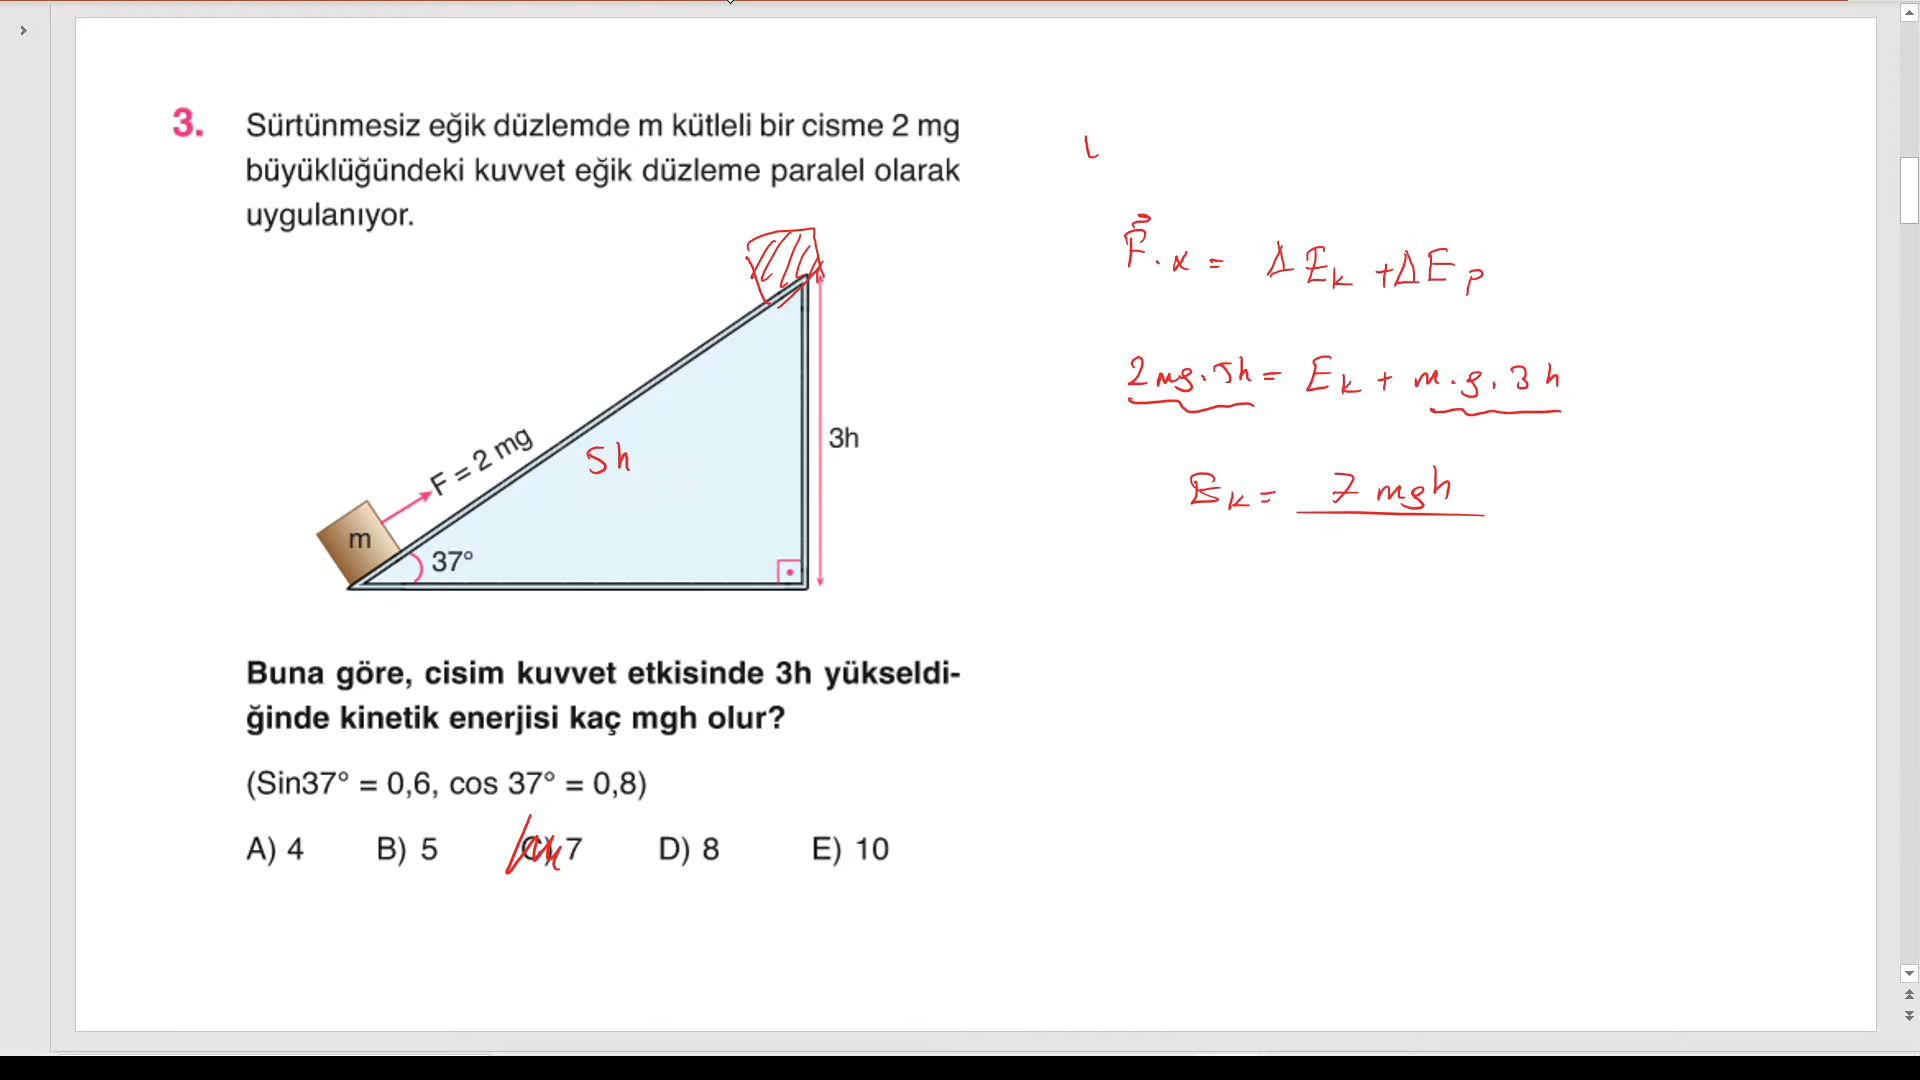 3. Sürtünmesiz eğik düzlemde m kütleli bir cisme 2 mg
büyüklüğündeki kuvvet eğik düzleme paralel olarak
uygulanıyor.
F = 2 mg
5h
3h
m
37°
Buna göre, cisim kuvvet etkisinde 3h yükseldi-
ğinde kinetik enerjisi kaç mgh olur?
(Sin37° = 0,6, cos 37° = 0,8)
A) 4 B) 5 C) 7 D) 8 E) 10
F⃗ . x = ΔEk + ΔEp
2mg.5h = Ek + m.g.3h
Ek = 7mgh